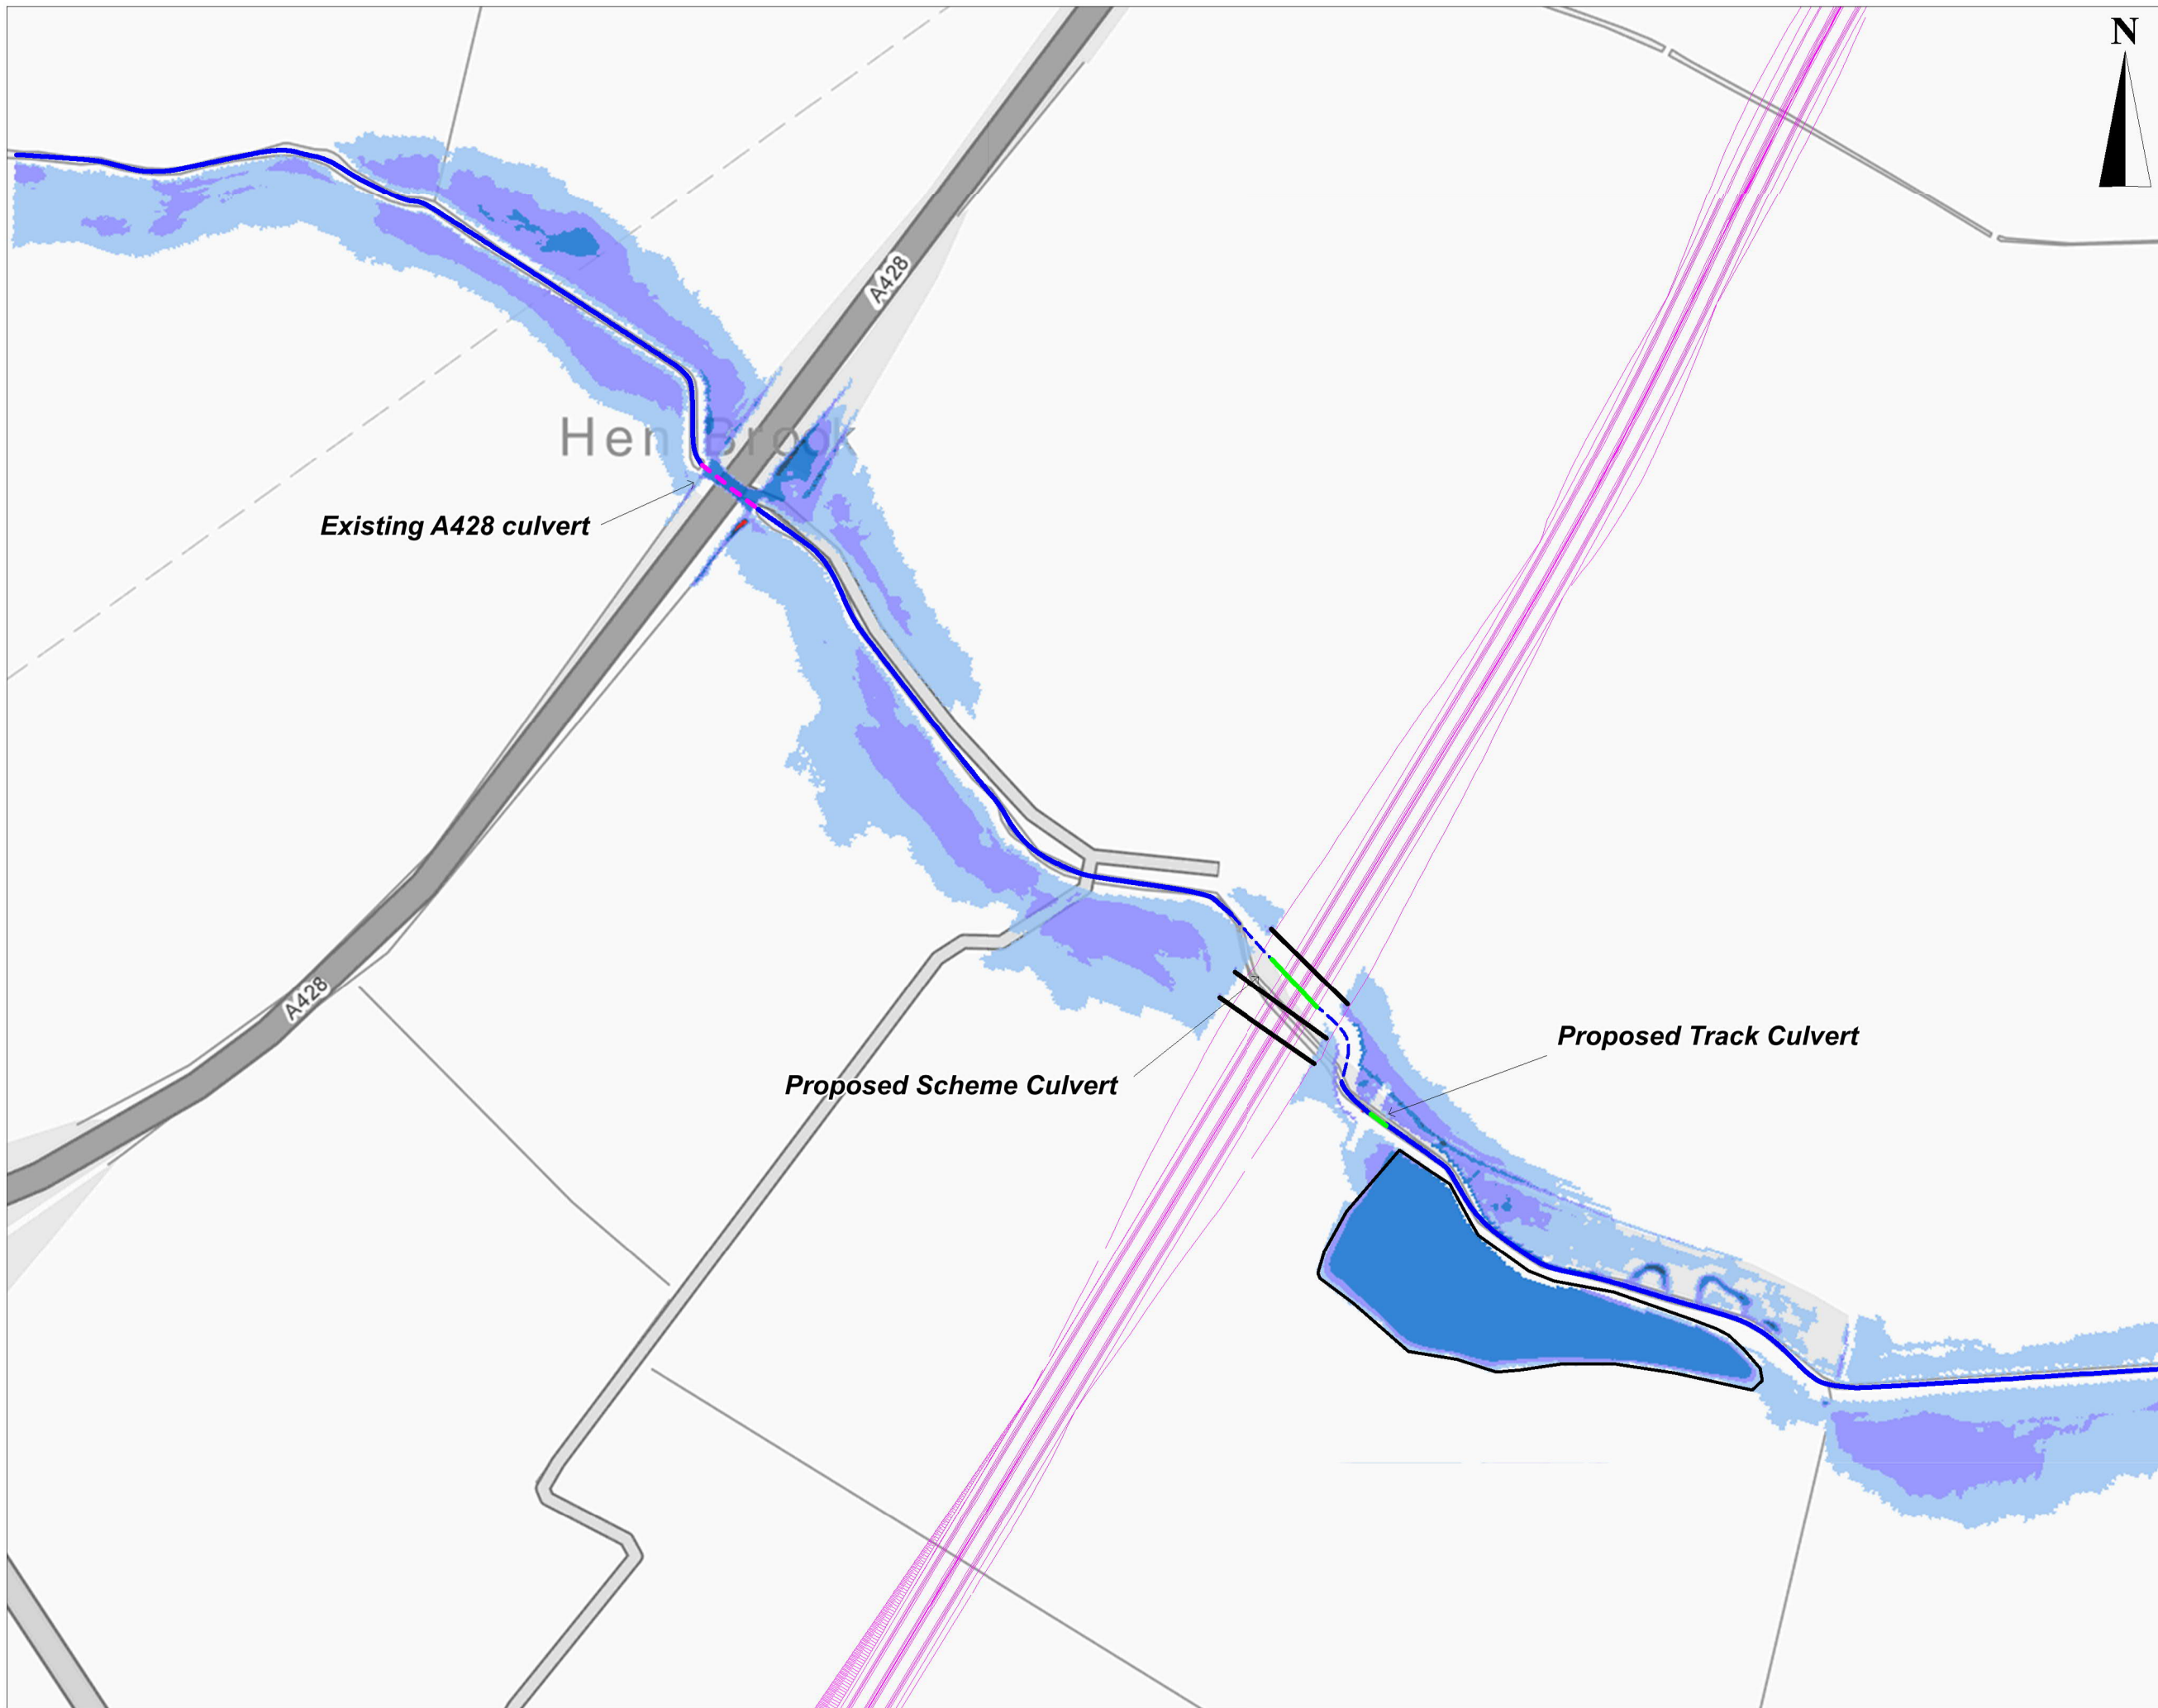 N
A428
Hen Brook
Existing A428 culvert
A428
Proposed Track Culvert
Proposed Scheme Culvert